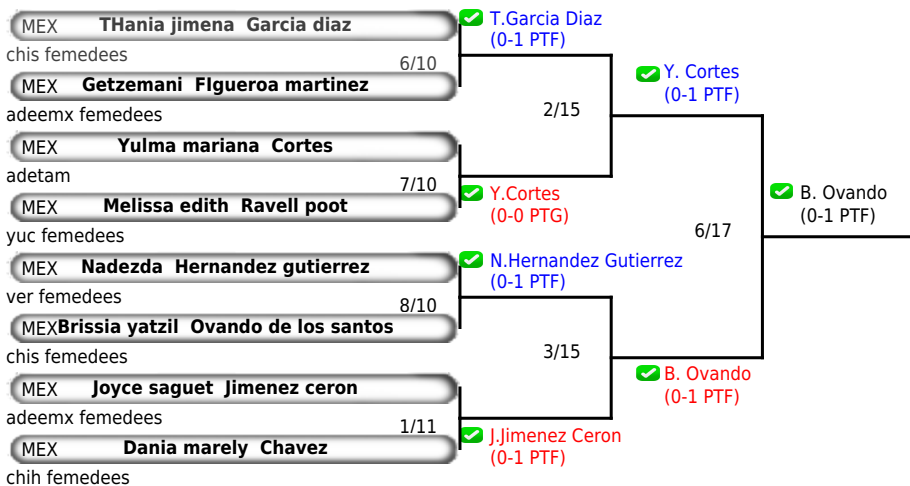 MEX THania jimena Garcia diaz
chis femedees
6/10
MEX Getzemani FIgueroa martinez
adeemx femedees
MEX Yulma mariana Cortes
adetam
7/10
MEX Melissa edith Ravell poot
yuc femedees
MEX Nadezda Hernandez gutierrez
ver femedees
8/10
MEX Brissia yatzil Ovando de los santos
chis femedees
MEX Joyce saguet Jimenez ceron
adeemx femedees
1/11
MEX Dania marely Chavez
chih femedees
T.Garcia Diaz
(0-1 PTF)
2/15
Y.Cortes
(0-0 PTG)
N.Hernandez Gutierrez
(0-1 PTF)
3/15
J.Jimenez Ceron
(0-1 PTF)
Y. Cortes
(0-1 PTF)
6/17
B. Ovando
(0-1 PTF)
B. Ovando
(0-1 PTF)